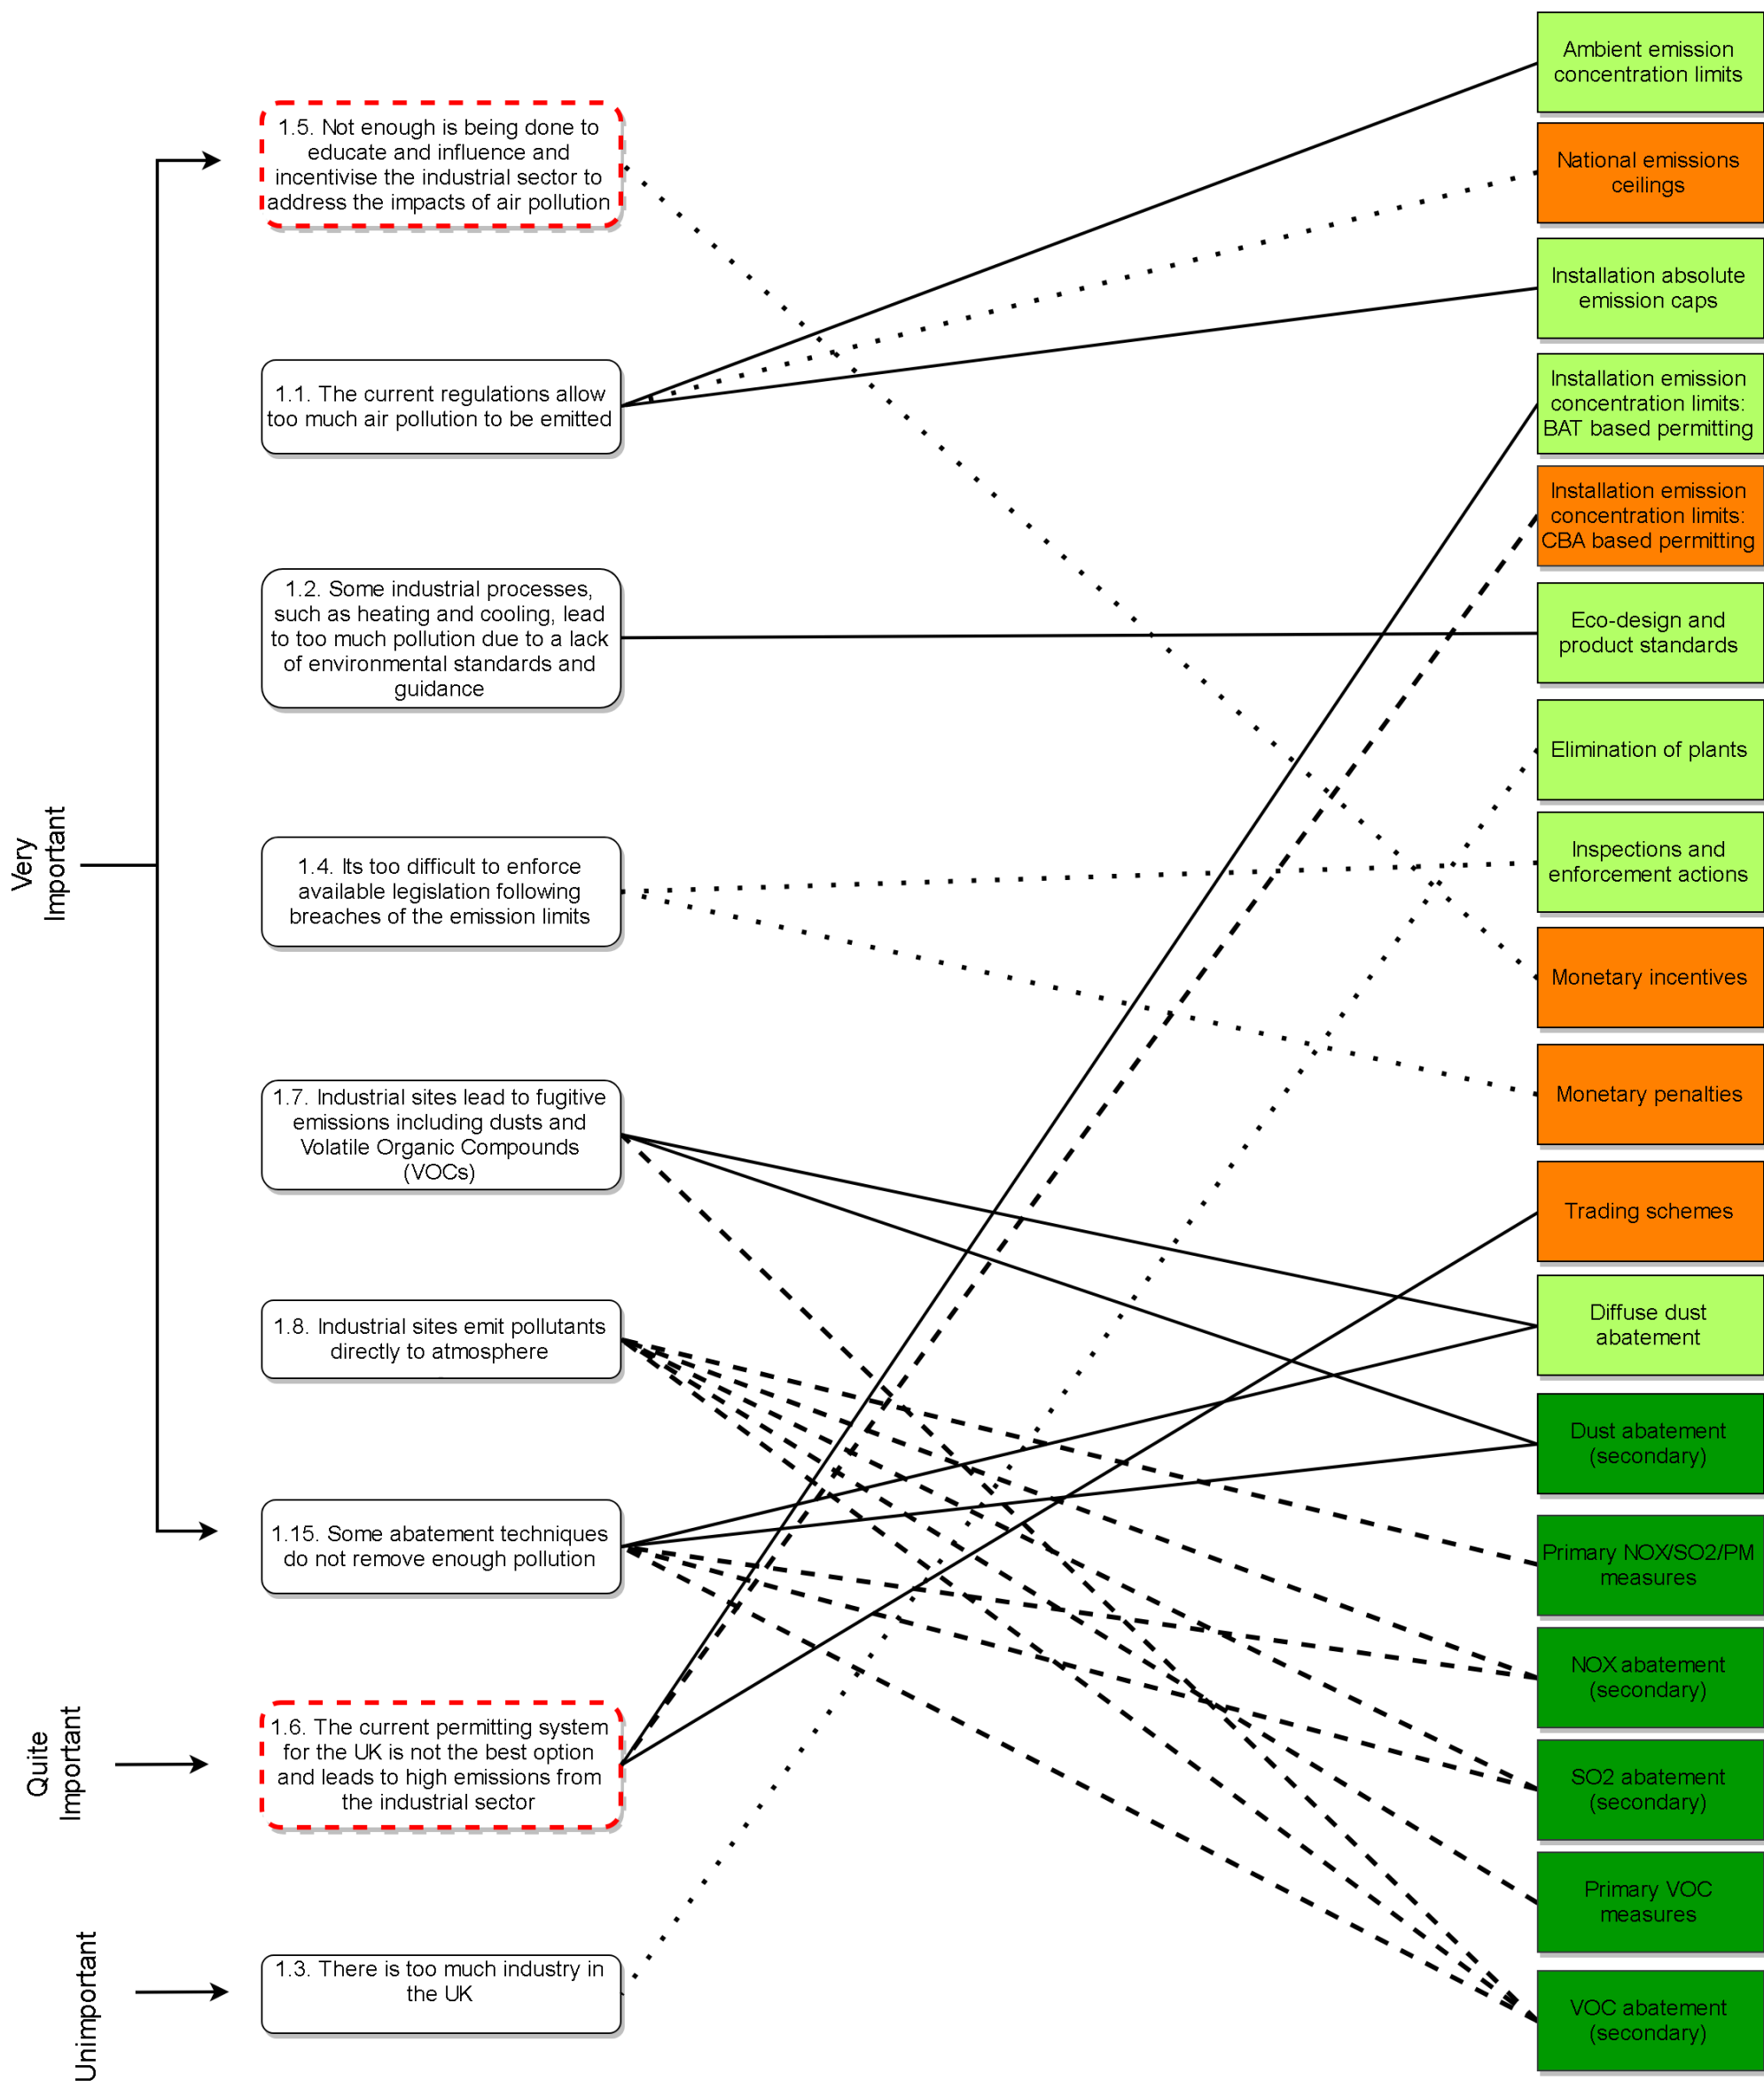 Very
Important
Quite
Important
Unimportant
1.5. Not enough is being done to
educate and influence and
incentivise the industrial sector to
address the impacts of air pollution
1.1. The current regulations allow
too much air pollution to be emitted
1.2. Some industrial processes,
such as heating and cooling, lead
to too much pollution due to a lack
of environmental standards and
guidance
1.4. Its too difficult to enforce
available legislation following
breaches of the emission limits
1.7. Industrial sites lead to fugitive
emissions including dusts and
Volatile Organic Compounds
(VOCs)
1.8. Industrial sites emit pollutants
directly to atmosphere
1.15. Some abatement techniques
do not remove enough pollution
1.6. The current permitting system
for the UK is not the best option
and leads to high emissions from
the industrial sector
1.3. There is too much industry in
the UK
Ambient emission
concentration limits
National emissions
ceilings
Installation absolute
emission caps
Installation emission
concentration limits:
BAT based permitting
Installation emission
concentration limits:
CBA based permitting
Eco-design and
product standards
Elimination of plants
Inspections and
enforcement actions
Monetary incentives
Monetary penalties
Trading schemes
Diffuse dust
abatement
Dust abatement
(secondary)
Primary NOX/SO2/PM
measures
NOX abatement
(secondary)
SO2 abatement
(secondary)
Primary VOC
measures
VOC abatement
(secondary)